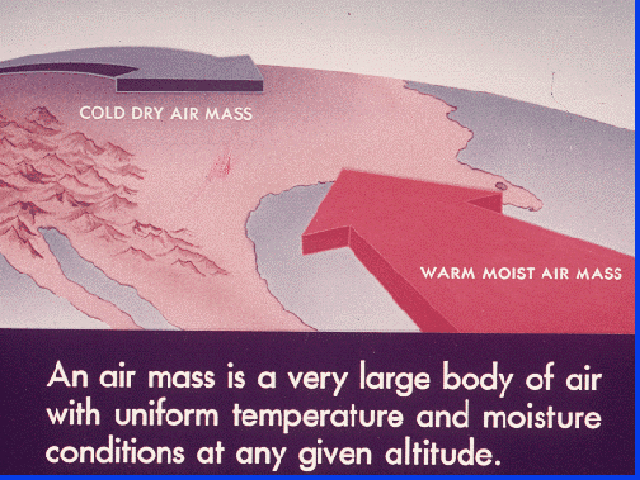 COLD DRY AIR MASS
WARM MOIST AIR MASS
An air mass is a very large body of air
with uniform temperature and moisture
conditions at any given altitude.